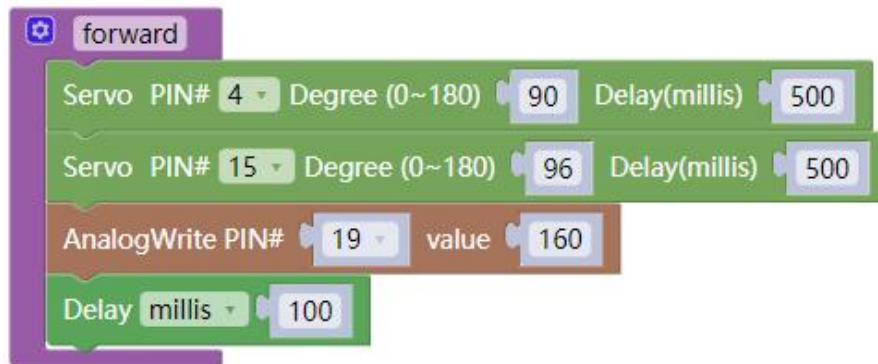 forward
Servo PIN# 4 Degree (0~180) 90 Delay(millis) 500
Servo PIN# 15 Degree (0~180) 96 Delay(millis) 500
AnalogWrite PIN# 19 value 160
Delay millis 100